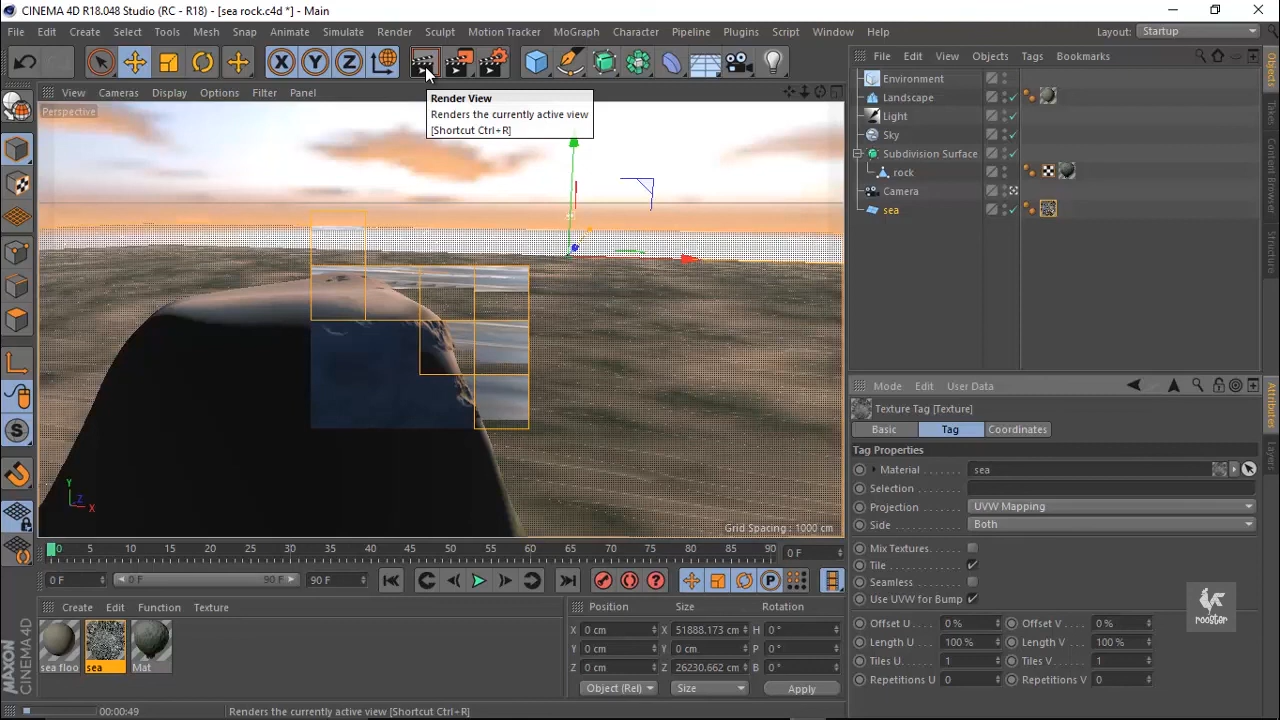 CINEMA 4D R18.048 Studio (RC - R18) - [sea rock.c4d *] - Main
File Edit Create Select Tools Mesh Snap Animate Simulate Render Sculpt Motion Tracker MoGraph Character Pipeline Plugins Script Window Help
Layout: Startup
File Edit View Objects Tags Bookmarks
View Cameras Display Options Filter Panel
Perspective
Render View
Renders the currently active view
[Shortcut Ctrl+R]
Environment
Landscape
Light
Sky
Subdivision Surface
rock
Camera
sea
Objects
Takes
Content Browser
Structure
Mode Edit User Data
Texture Tag [Texture]
Basic Tag Coordinates
Tag Properties
Material sea
Selection
Projection UVW Mapping
Side Both
Mix Textures
Tile
Seamless
Use UVW for Bump
Offset U 0 % Offset V 0 %
Length U 100 % Length V 100 %
Tiles U 1 Tiles V 1
Repetitions U 0 Repetitions V 0
Attributes
Layers
rooster
Y
Z
X
Grid Spacing : 1000 cm
0 5 10 15 20 25 30 35 40 45 50 55 60 65 70 75 80 85 90 0 F
0 F 0 F 90 F 90 F
Create Edit Function Texture
sea floo sea Mat
Position Size Rotation
X 0 cm X 51888.173 cm H 0 °
Y 0 cm Y 0 cm P 0 °
Z 0 cm Z 26230.662 cm B 0 °
Object (Rel) Size Apply
MAXON
CINEMA 4D
00:00:49 Renders the currently active view [Shortcut Ctrl+R]